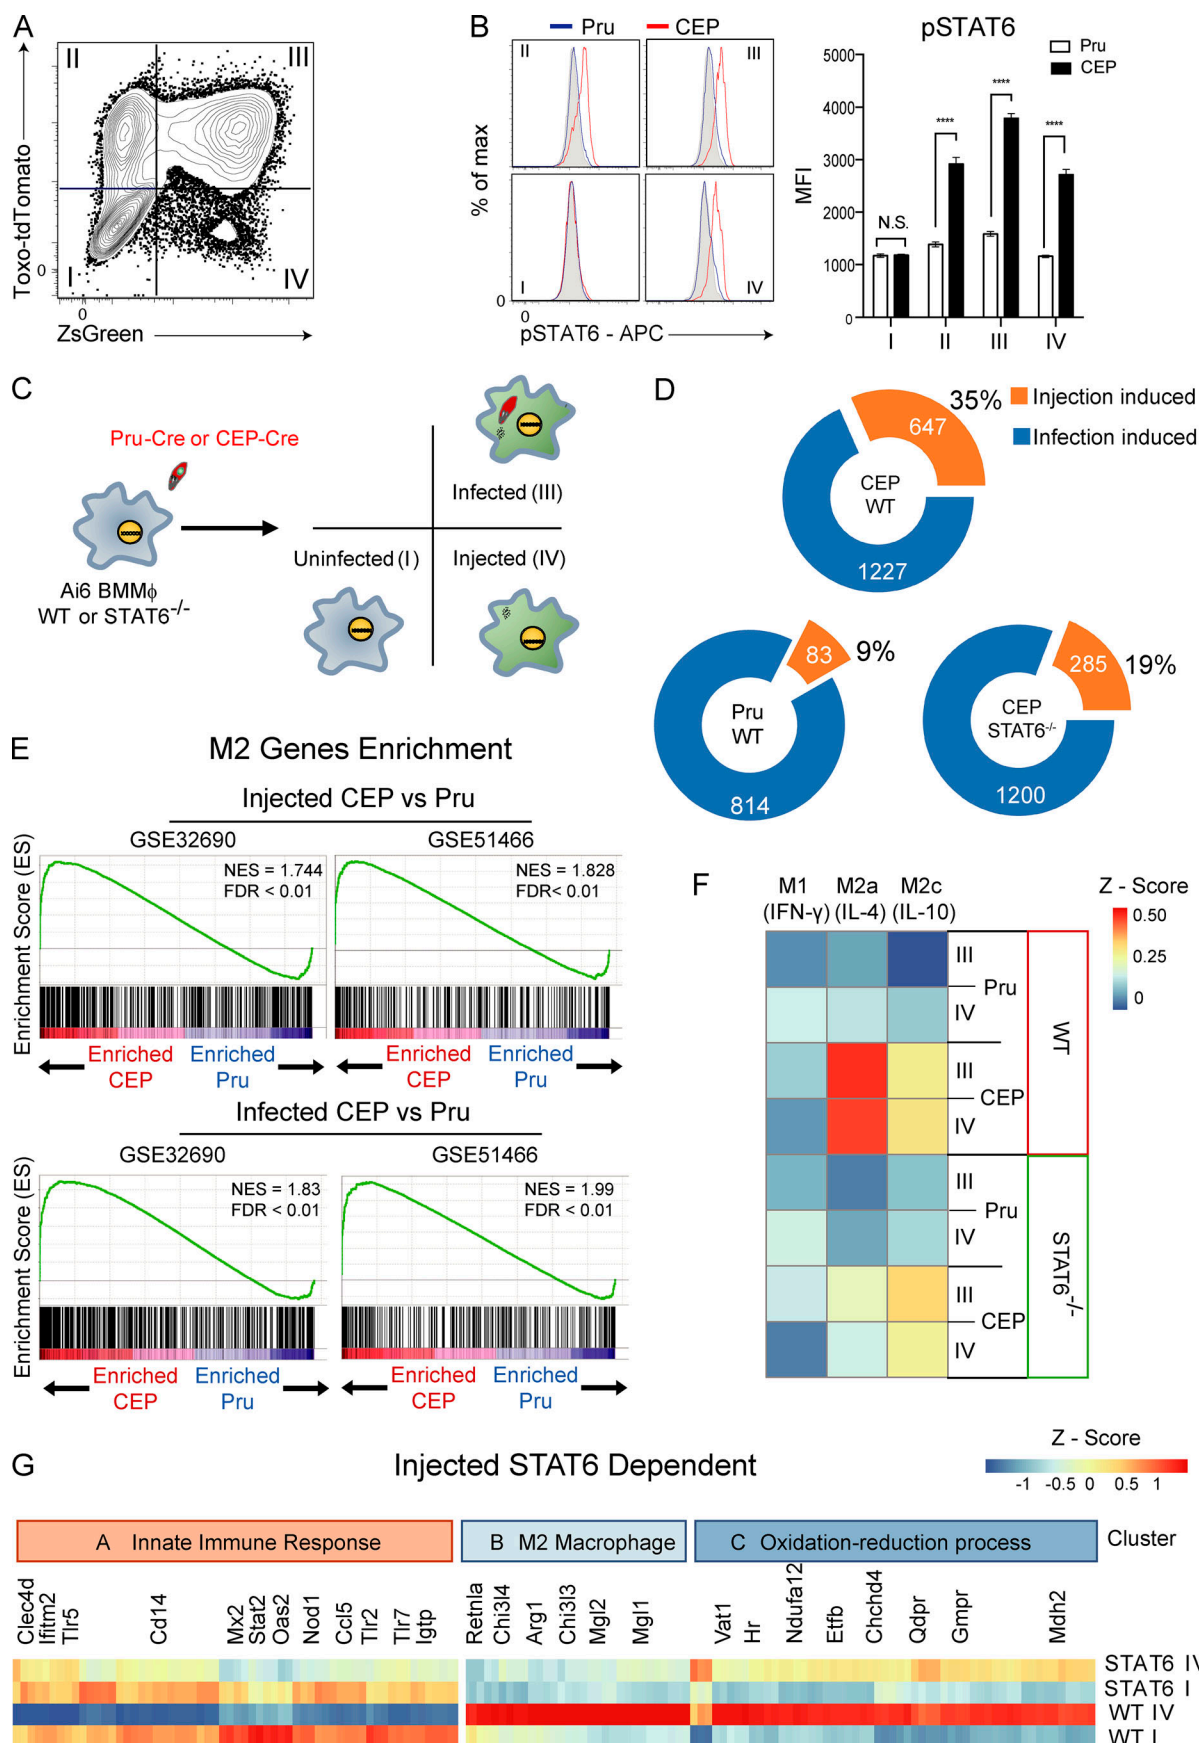 A
II
III
I
IV
Toxo-tdTomato
0
0
ZsGreen
B
Pru
CEP
II
III
I
IV
% of max
0
0
pSTAT6 - APC
pSTAT6
Pru
CEP
MFI
5000
4000
3000
2000
1000
0
N.S.
****
****
****
I II III IV
C
Pru-Cre or CEP-Cre
Ai6 BMMϕ
WT or STAT6-/-
Infected (III)
Uninfected (I)
Injected (IV)
D
Injection induced
Infection induced
35%
647
CEP
WT
1227
83
9%
Pru
WT
814
285
19%
CEP
STAT6-/-
1200
E
M2 Genes Enrichment
Injected CEP vs Pru
GSE32690
GSE51466
Enrichment Score (ES)
NES = 1.744
FDR < 0.01
NES = 1.828
FDR< 0.01
Enriched
CEP
Enriched
Pru
Enriched
CEP
Enriched
Pru
Infected CEP vs Pru
GSE32690
GSE51466
Enrichment Score (ES)
NES = 1.83
FDR < 0.01
NES = 1.99
FDR < 0.01
Enriched
CEP
Enriched
Pru
Enriched
CEP
Enriched
Pru
F
M1 M2a M2c
(IFN-γ) (IL-4) (IL-10)
Z - Score
0.50
0.25
0
III
Pru
IV
III
CEP
IV
WT
III
Pru
IV
III
CEP
IV
STAT6-/-
G
Injected STAT6 Dependent
Z - Score
-1 -0.5 0 0.5 1
A Innate Immune Response
B M2 Macrophage
C Oxidation-reduction process
Cluster
Clec4d
Ifitm2
Tlr5
Cd14
Mx2
Stat2
Oas2
Nod1
Ccl5
Tlr2
Tlr7
Igtp
Retnla
Chi3l4
Arg1
Chi3l3
Mgl2
Mgl1
Vat1
Hr
Ndufa12
Etfb
Chchd4
Qdpr
Gmpr
Mdh2
STAT6 IV
STAT6 I
WT IV
WT I